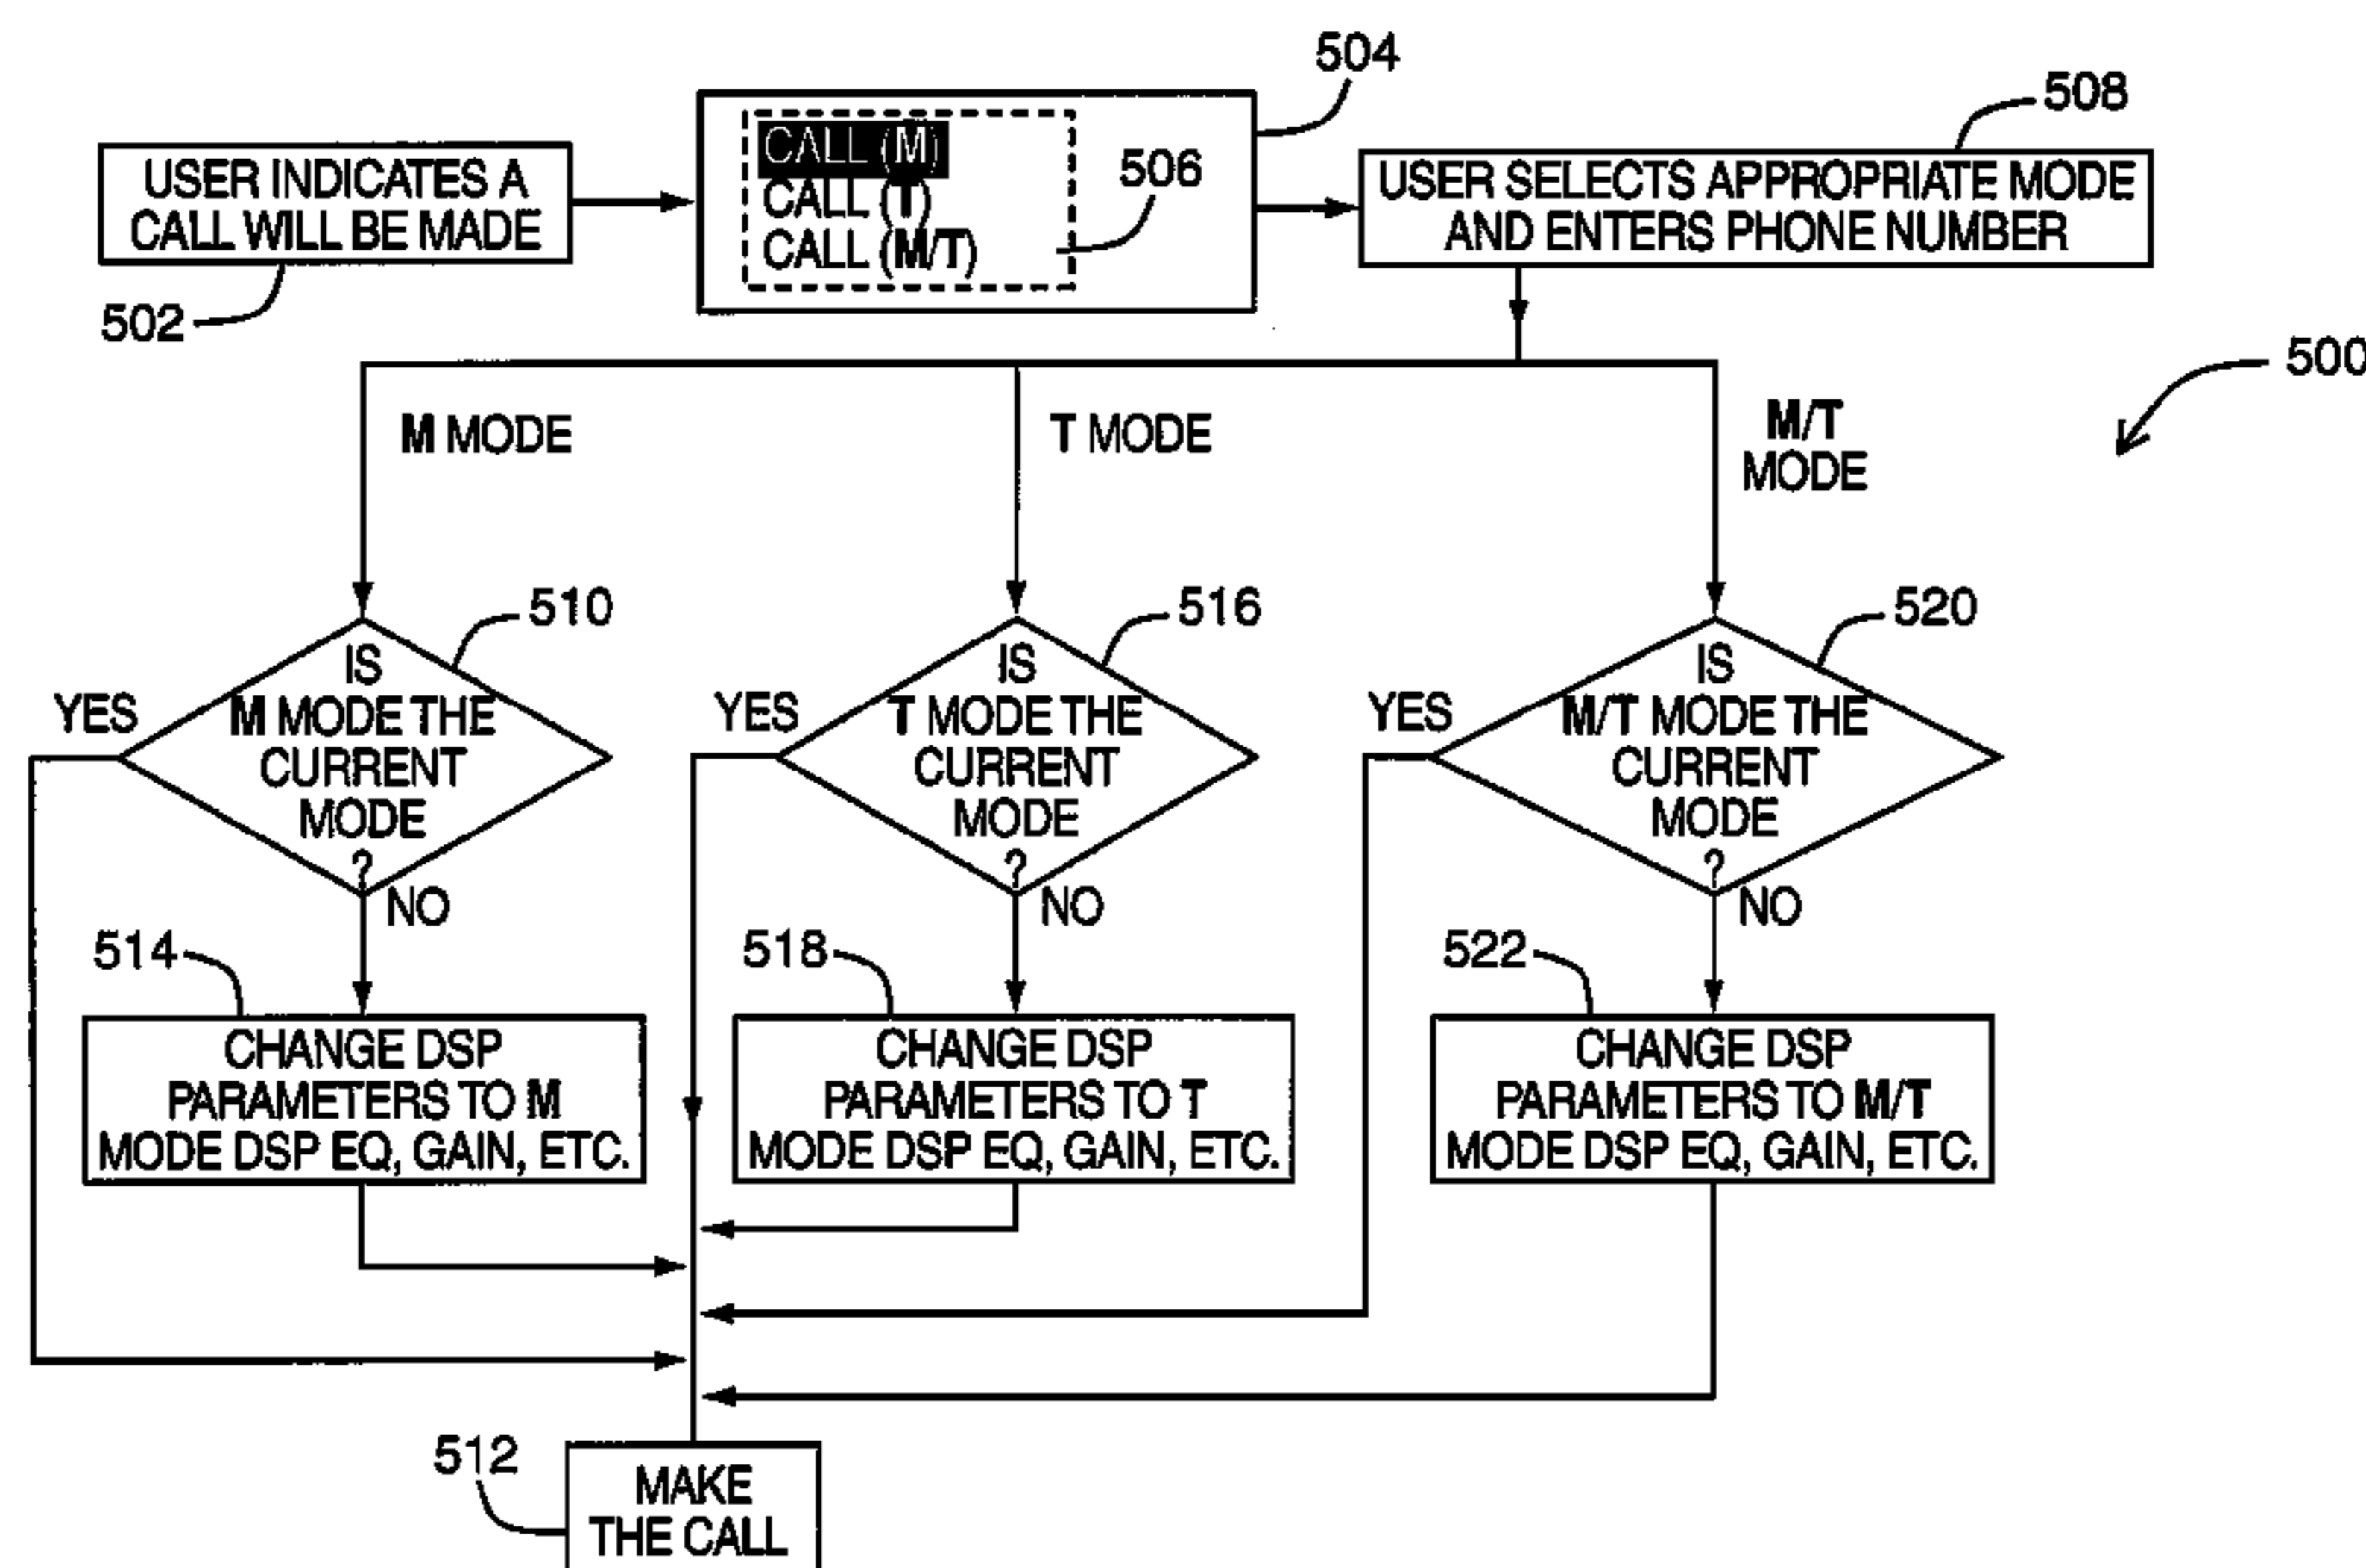 504
508
CALL (M)
CALL (T)
CALL (M/T)
506
USER INDICATES A
CALL WILL BE MADE
502
USER SELECTS APPROPRIATE MODE
AND ENTERS PHONE NUMBER
500
M MODE
T MODE
M/T
MODE
510
516
520
IS
M MODE THE
CURRENT
MODE
?
YES
NO
IS
T MODE THE
CURRENT
MODE
?
YES
NO
IS
M/T MODE THE
CURRENT
MODE
?
YES
NO
514
CHANGE DSP
PARAMETERS TO M
MODE DSP EQ, GAIN, ETC.
518
CHANGE DSP
PARAMETERS TO T
MODE DSP EQ, GAIN, ETC.
522
CHANGE DSP
PARAMETERS TO M/T
MODE DSP EQ, GAIN, ETC.
512
MAKE
THE CALL